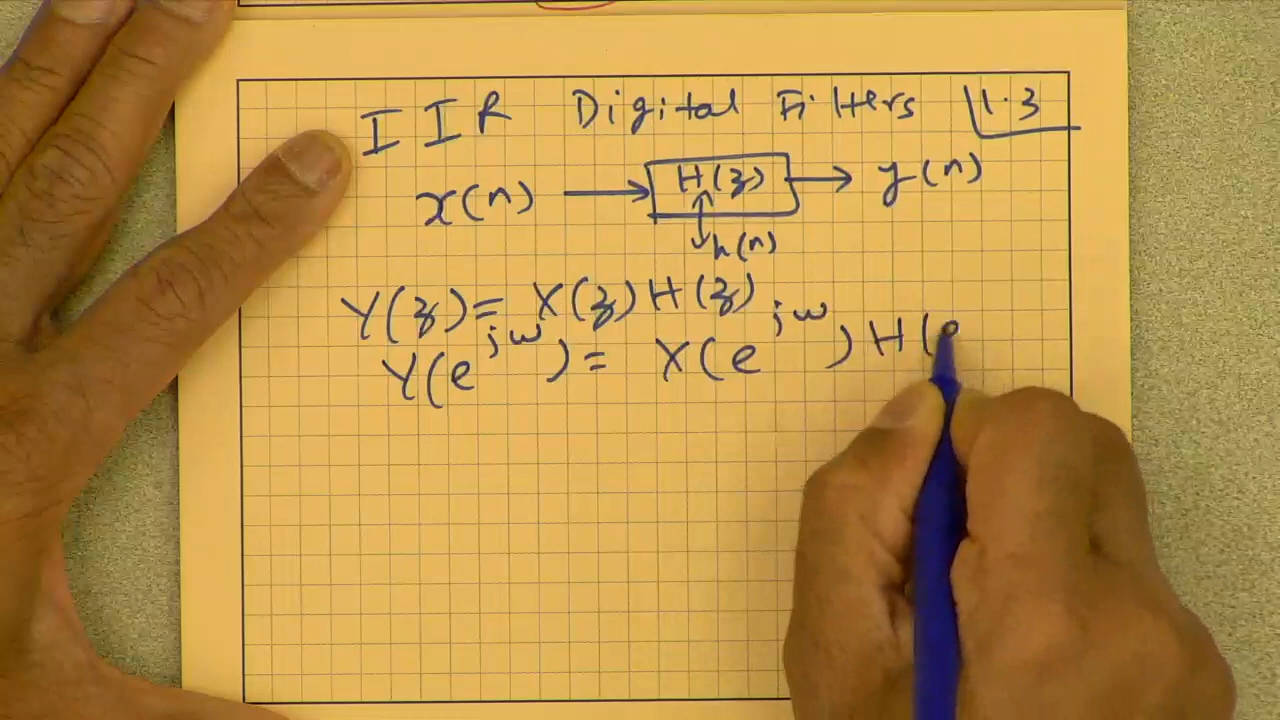 IIR Digital Filters 1.3
x(n) → H(z) → y(n)
↕ h(n)
Y(z) = X(z) H(z)
Y(e^{jω}) = X(e^{jω}) H(e